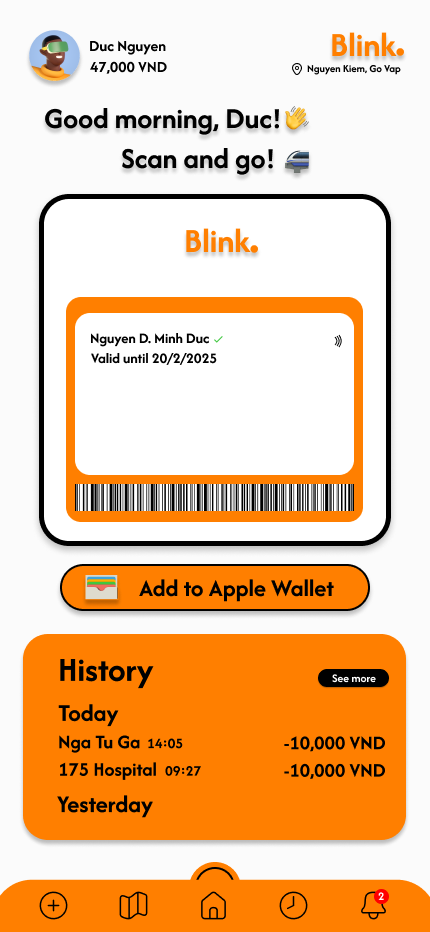 Duc Nguyen
47,000 VND
Blink.
Nguyen Kiem, Go Vap
Good morning, Duc!
Scan and go!
Blink.
Nguyen D. Minh Duc
Valid until 20/2/2025
Add to Apple Wallet
History
See more
Today
Nga Tu Ga 14:05 -10,000 VND
175 Hospital 09:27 -10,000 VND
Yesterday
2